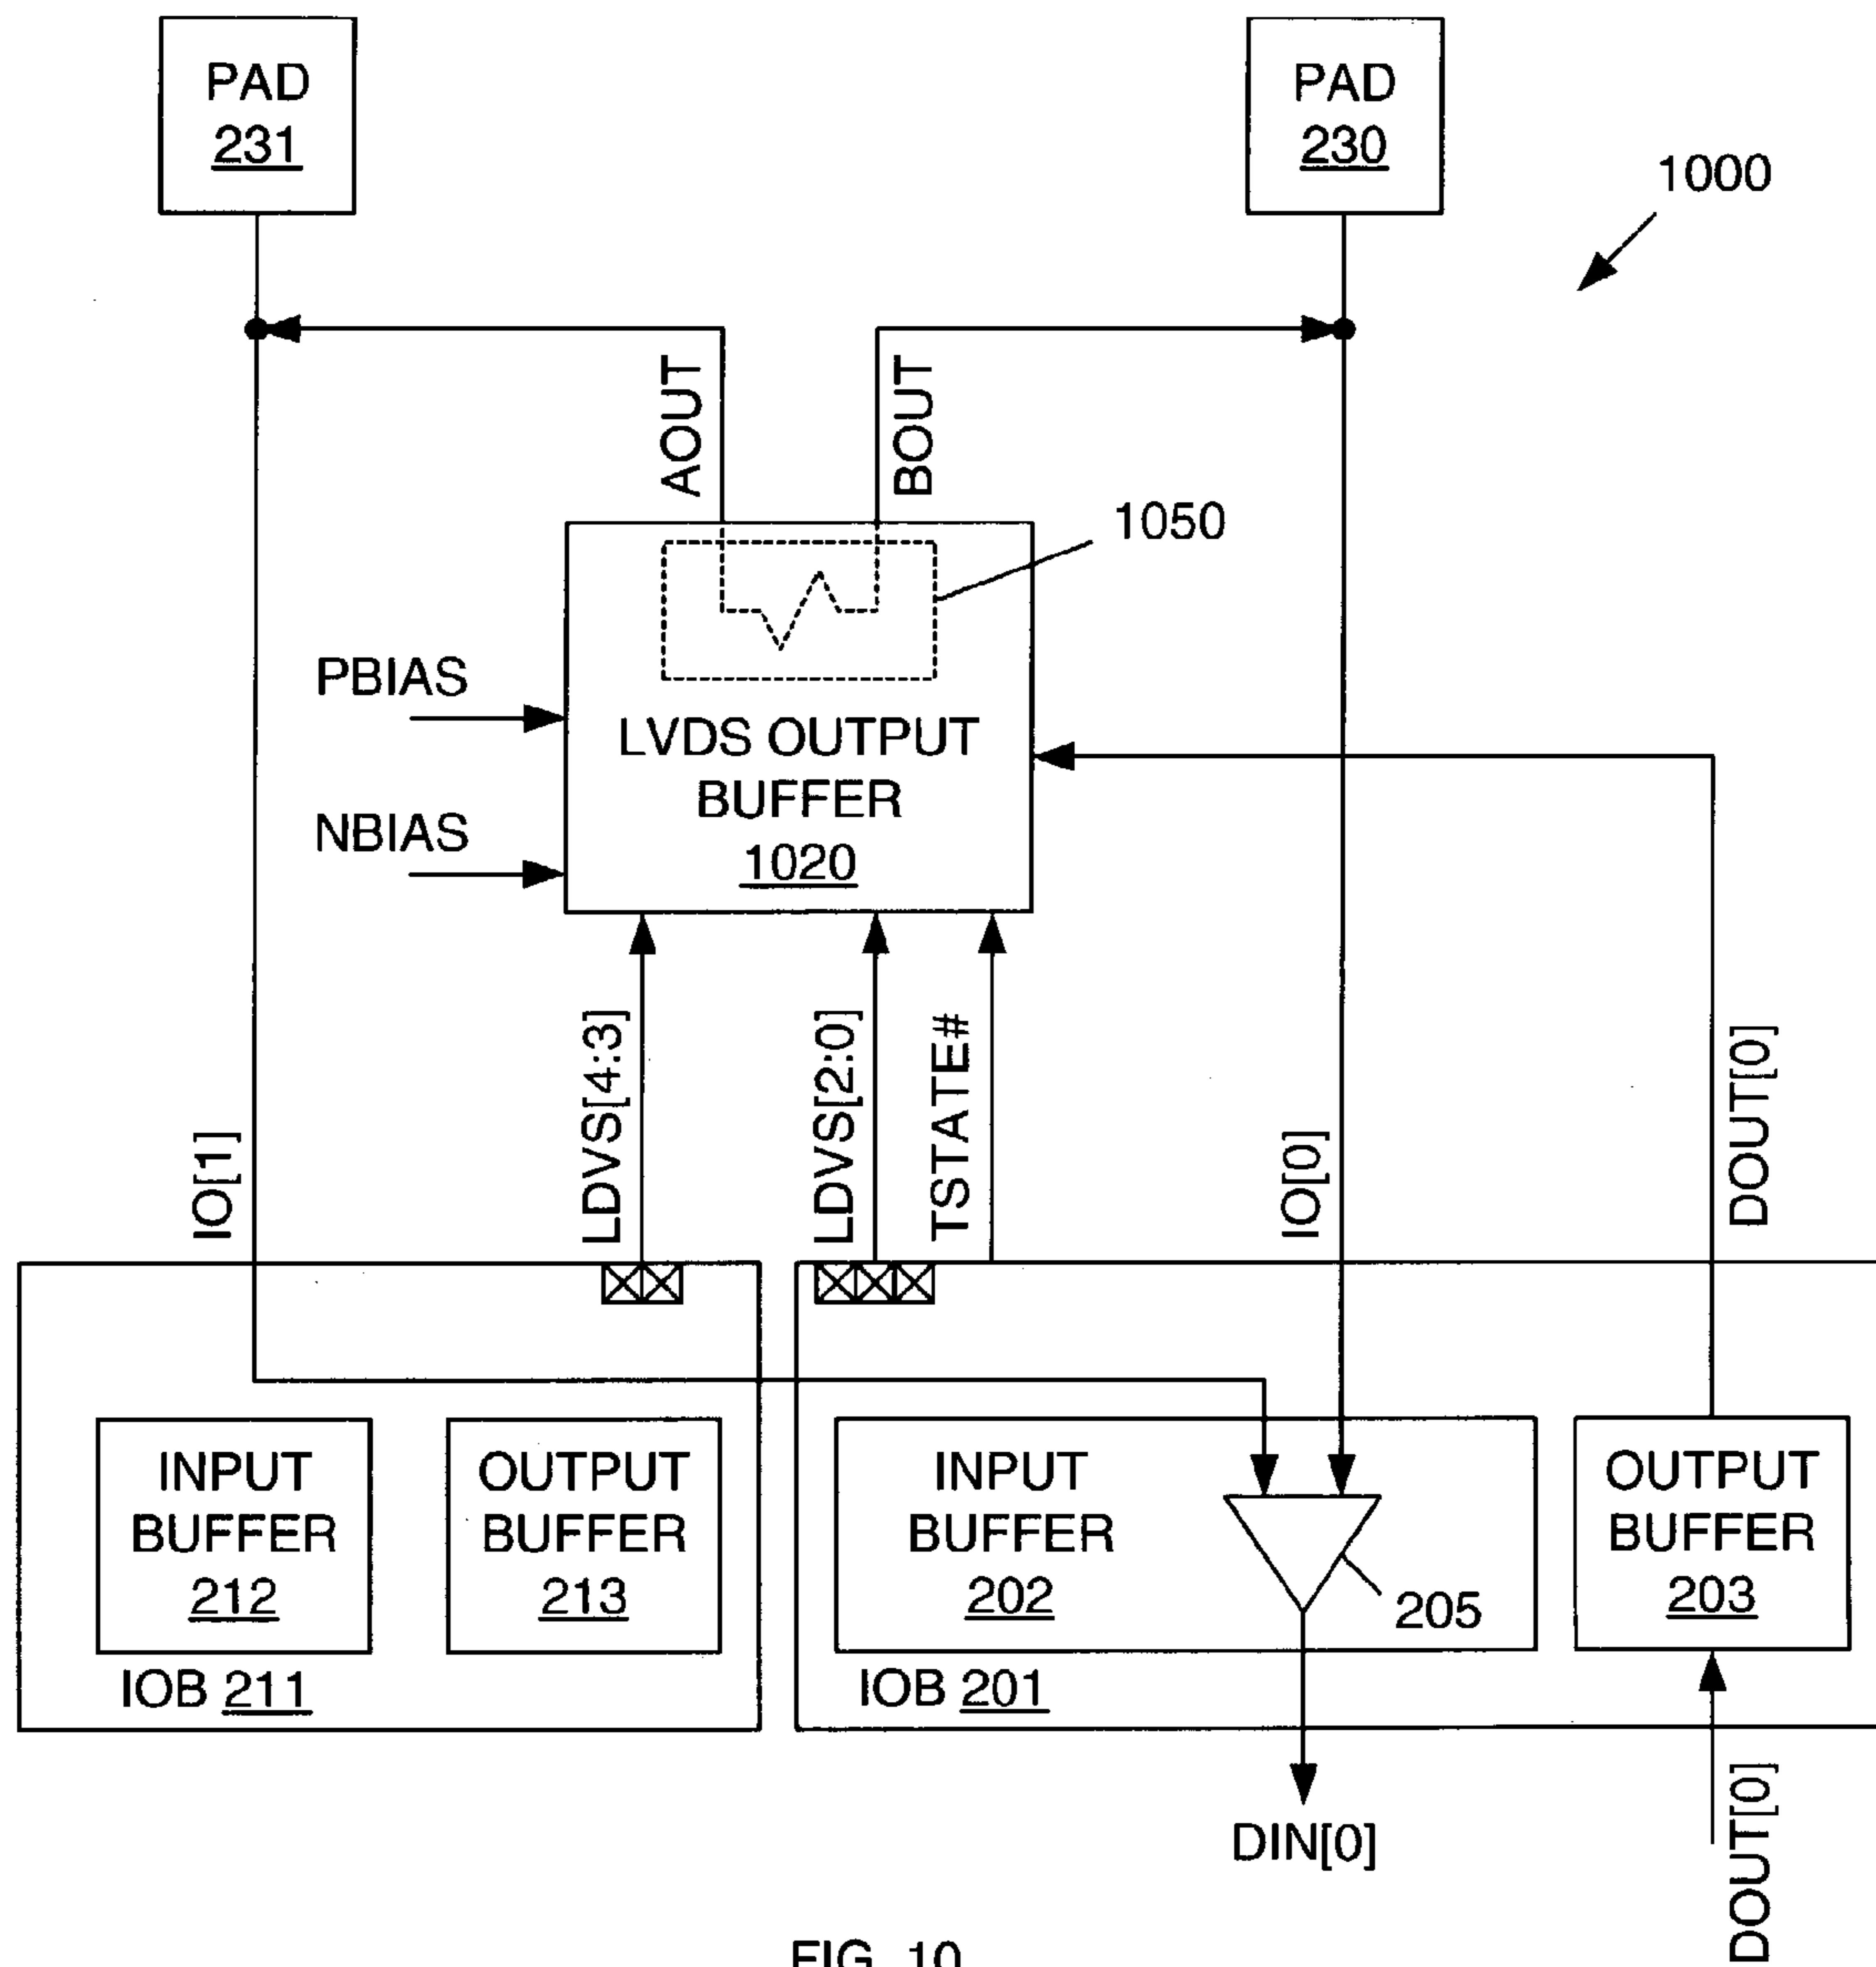 PAD
231
PAD
230
1000
AOUT
BOUT
1050
PBIAS
LVDS OUTPUT
BUFFER
1020
NBIAS
IO[1]
LDVS[4:3]
LDVS[2:0]
TSTATE#
IO[0]
DOUT[0]
INPUT
BUFFER
212
OUTPUT
BUFFER
213
IOB 211
INPUT
BUFFER
202
205
OUTPUT
BUFFER
203
IOB 201
DIN[0]
DOUT[0]
FIG. 10